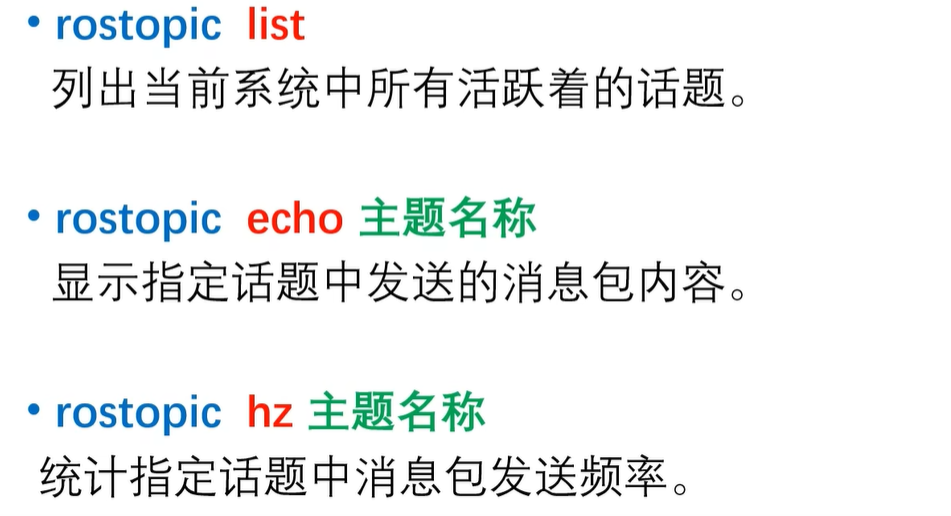 • rostopic list
列出当前系统中所有活跃着的话题。
• rostopic echo 主题名称
显示指定话题中发送的消息包内容。
• rostopic hz 主题名称
统计指定话题中消息包发送频率。